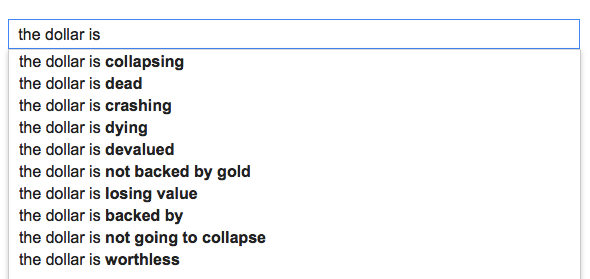 the dollar is
the dollar is collapsing
the dollar is dead
the dollar is crashing
the dollar is dying
the dollar is devalued
the dollar is not backed by gold
the dollar is losing value
the dollar is backed by
the dollar is not going to collapse
the dollar is worthless